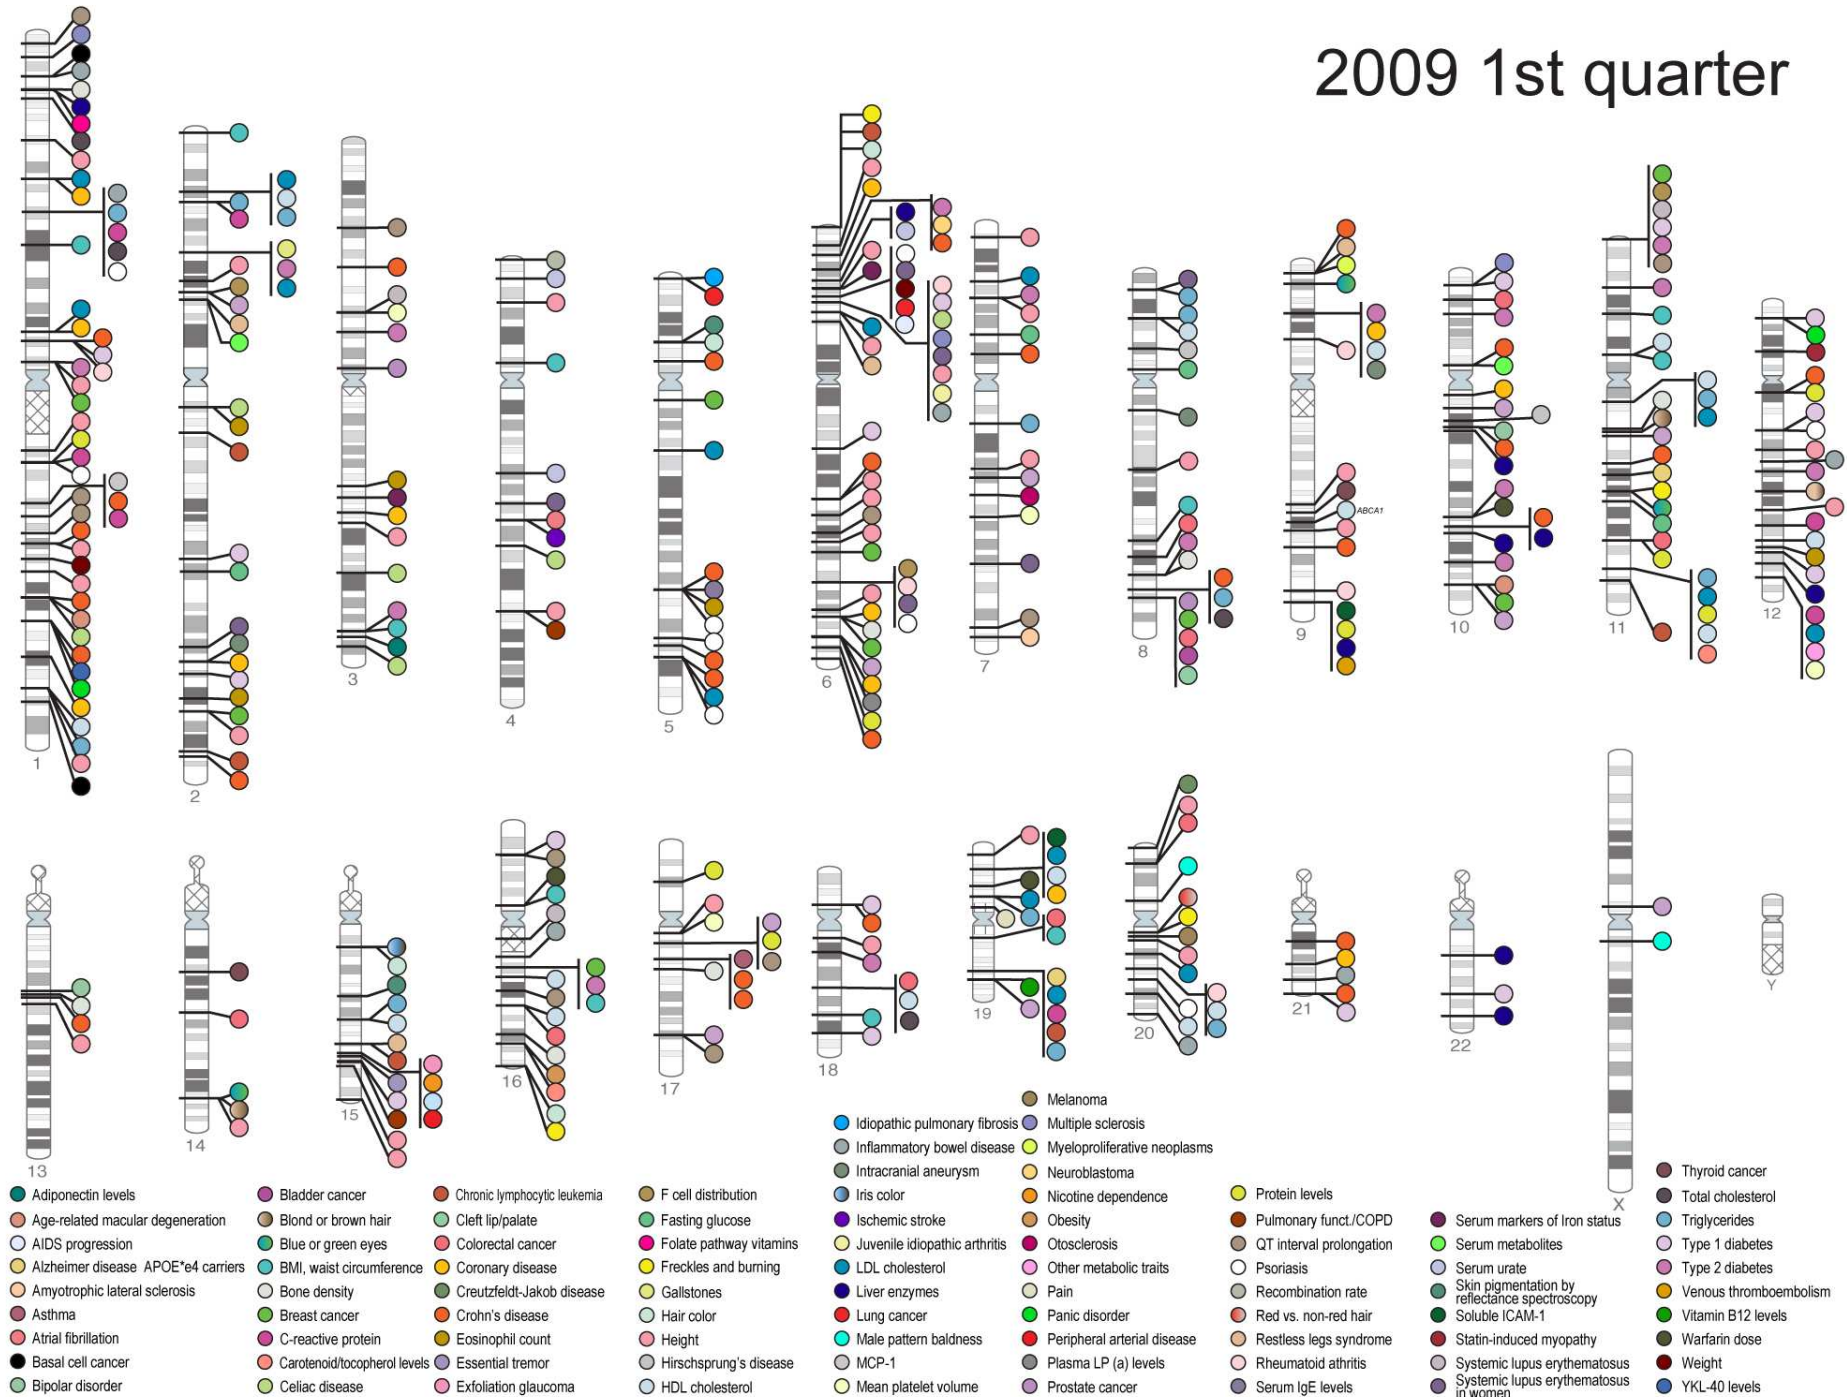 2009 1st quarter
ABCA1
1
2
3
4
5
6
7
8
9
10
11
12
13
14
15
16
17
18
19
20
21
22
X
Y
Adiponectin levels
Age-related macular degeneration
AIDS progression
Alzheimer disease APOE*e4 carriers
Amyotrophic lateral sclerosis
Asthma
Atrial fibrillation
Basal cell cancer
Bipolar disorder
Bladder cancer
Blond or brown hair
Blue or green eyes
BMI, waist circumference
Bone density
Breast cancer
C-reactive protein
Carotenoid/tocopherol levels
Celiac disease
Chronic lymphocytic leukemia
Cleft lip/palate
Colorectal cancer
Coronary disease
Creutzfeldt-Jakob disease
Crohn's disease
Eosinophil count
Essential tremor
Exfoliation glaucoma
F cell distribution
Fasting glucose
Folate pathway vitamins
Freckles and burning
Gallstones
Hair color
Height
Hirschsprung's disease
HDL cholesterol
Idiopathic pulmonary fibrosis
Inflammatory bowel disease
Intracranial aneurysm
Iris color
Ischemic stroke
Juvenile idiopathic arthritis
LDL cholesterol
Liver enzymes
Lung cancer
Male pattern baldness
MCP-1
Mean platelet volume
Melanoma
Multiple sclerosis
Myeloproliferative neoplasms
Neuroblastoma
Nicotine dependence
Obesity
Otosclerosis
Other metabolic traits
Pain
Panic disorder
Peripheral arterial disease
Plasma LP (a) levels
Prostate cancer
Protein levels
Pulmonary funct./COPD
QT interval prolongation
Psoriasis
Recombination rate
Red vs. non-red hair
Restless legs syndrome
Rheumatoid athritis
Serum IgE levels
Serum markers of Iron status
Serum metabolites
Serum urate
Skin pigmentation by
reflectance spectroscopy
Soluble ICAM-1
Statin-induced myopathy
Systemic lupus erythematosus
Systemic lupus erythematosus
in women
Thyroid cancer
Total cholesterol
Triglycerides
Type 1 diabetes
Type 2 diabetes
Venous thromboembolism
Vitamin B12 levels
Warfarin dose
Weight
YKL-40 levels